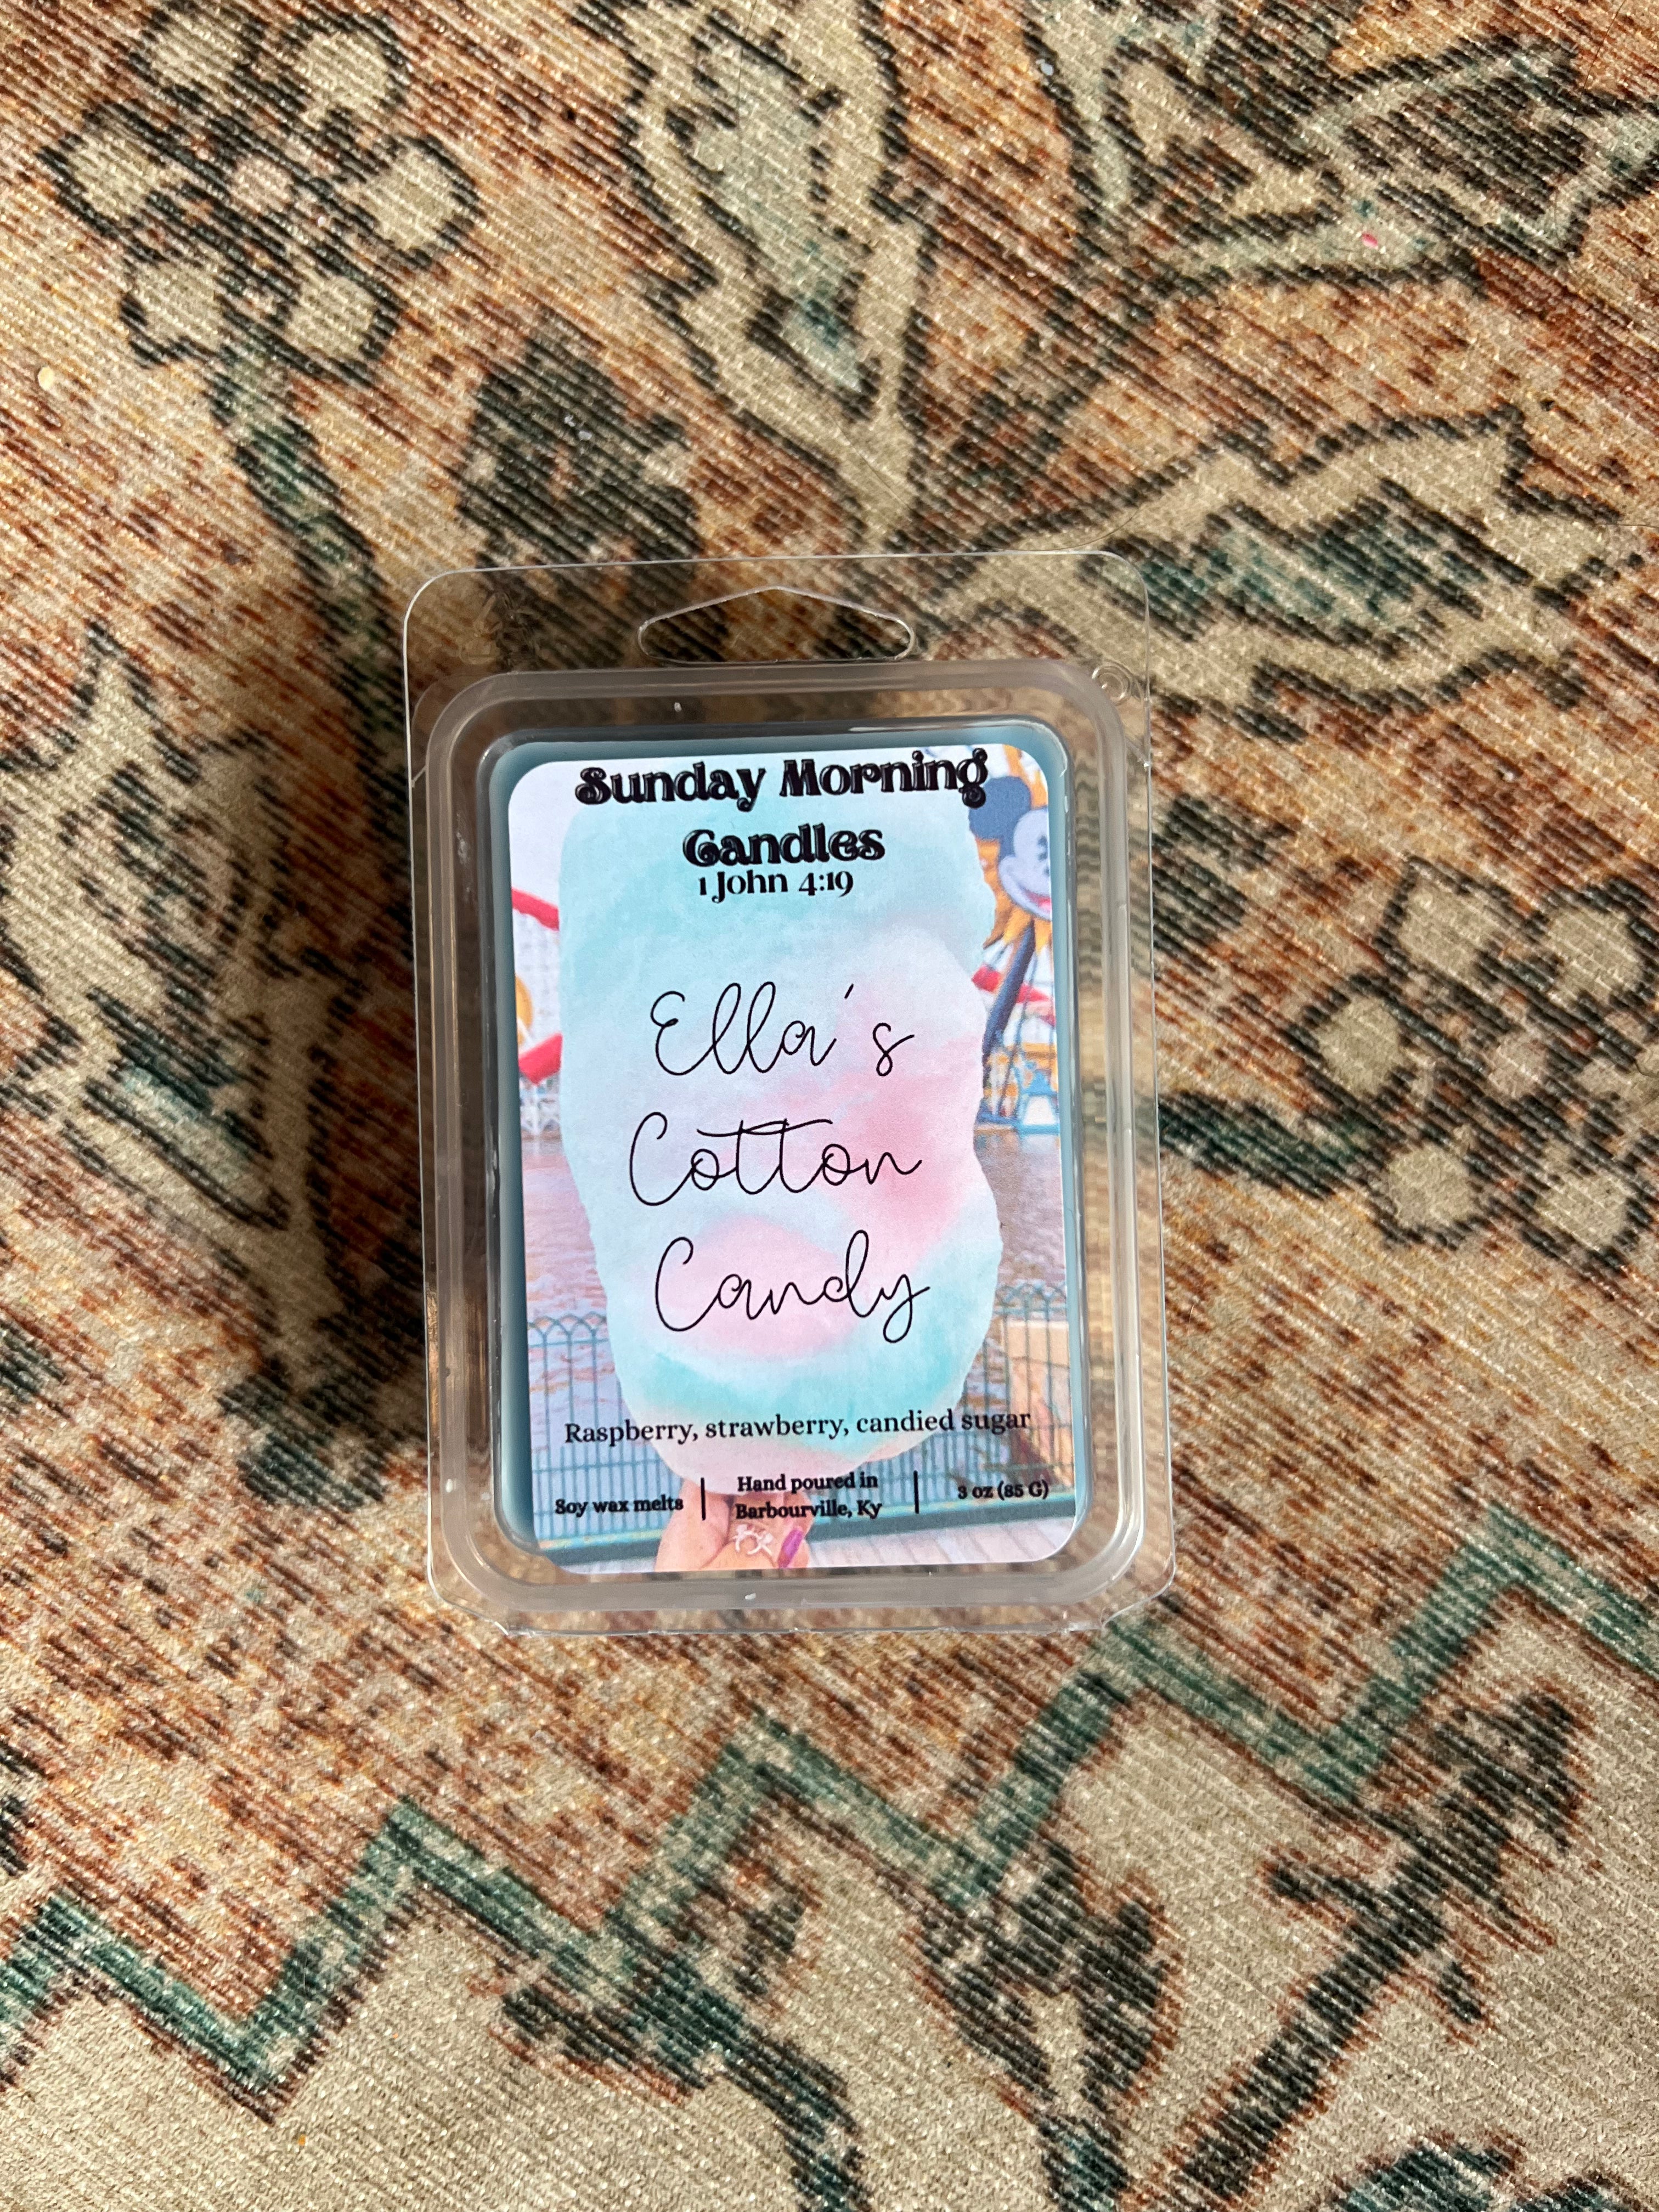 Sunday Morning
Candles
1 John 4:19
Ella's
Cotton
Candy
Raspberry, strawberry, candied sugar
Soy wax melts | Hand poured in
Barbourville, Ky | 3 oz (85 G)